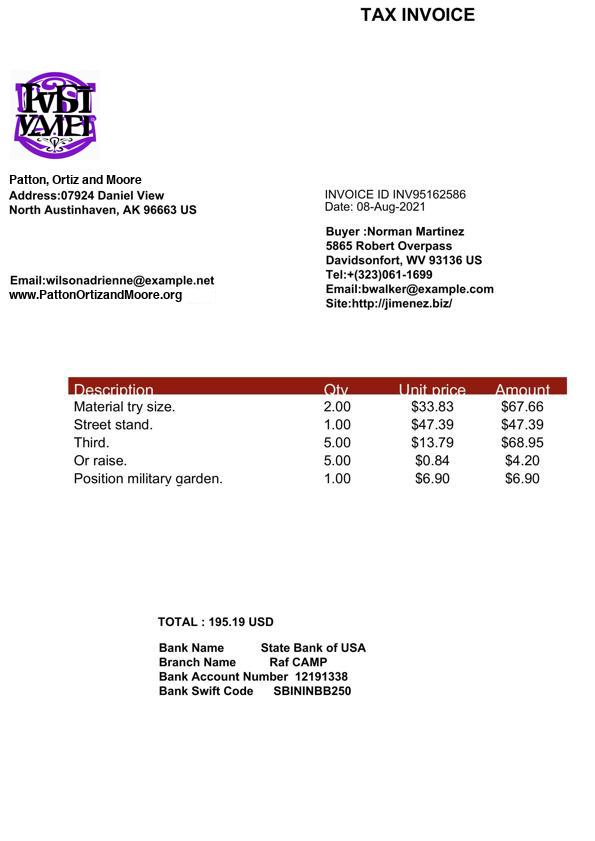 TAX INVOICE
Patton, Ortiz and Moore
Address:07924 Daniel View
North Austinhaven, AK 96663 US
INVOICE ID INV95162586
Date: 08-Aug-2021
Buyer :Norman Martinez
5865 Robert Overpass
Davidsonfort, WV 93136 US
Tel:+(323)061-1699
Email:bwalker@example.com
Site:http://jimenez.biz/
Email:wilsonadrienne@example.net
www.PattonOrtizandMoore.org
Description Qty Unit price Amount
Material try size. 2.00 $33.83 $67.66
Street stand. 1.00 $47.39 $47.39
Third. 5.00 $13.79 $68.95
Or raise. 5.00 $0.84 $4.20
Position military garden. 1.00 $6.90 $6.90
TOTAL : 195.19 USD
Bank Name State Bank of USA
Branch Name Raf CAMP
Bank Account Number 12191338
Bank Swift Code SBININBB250